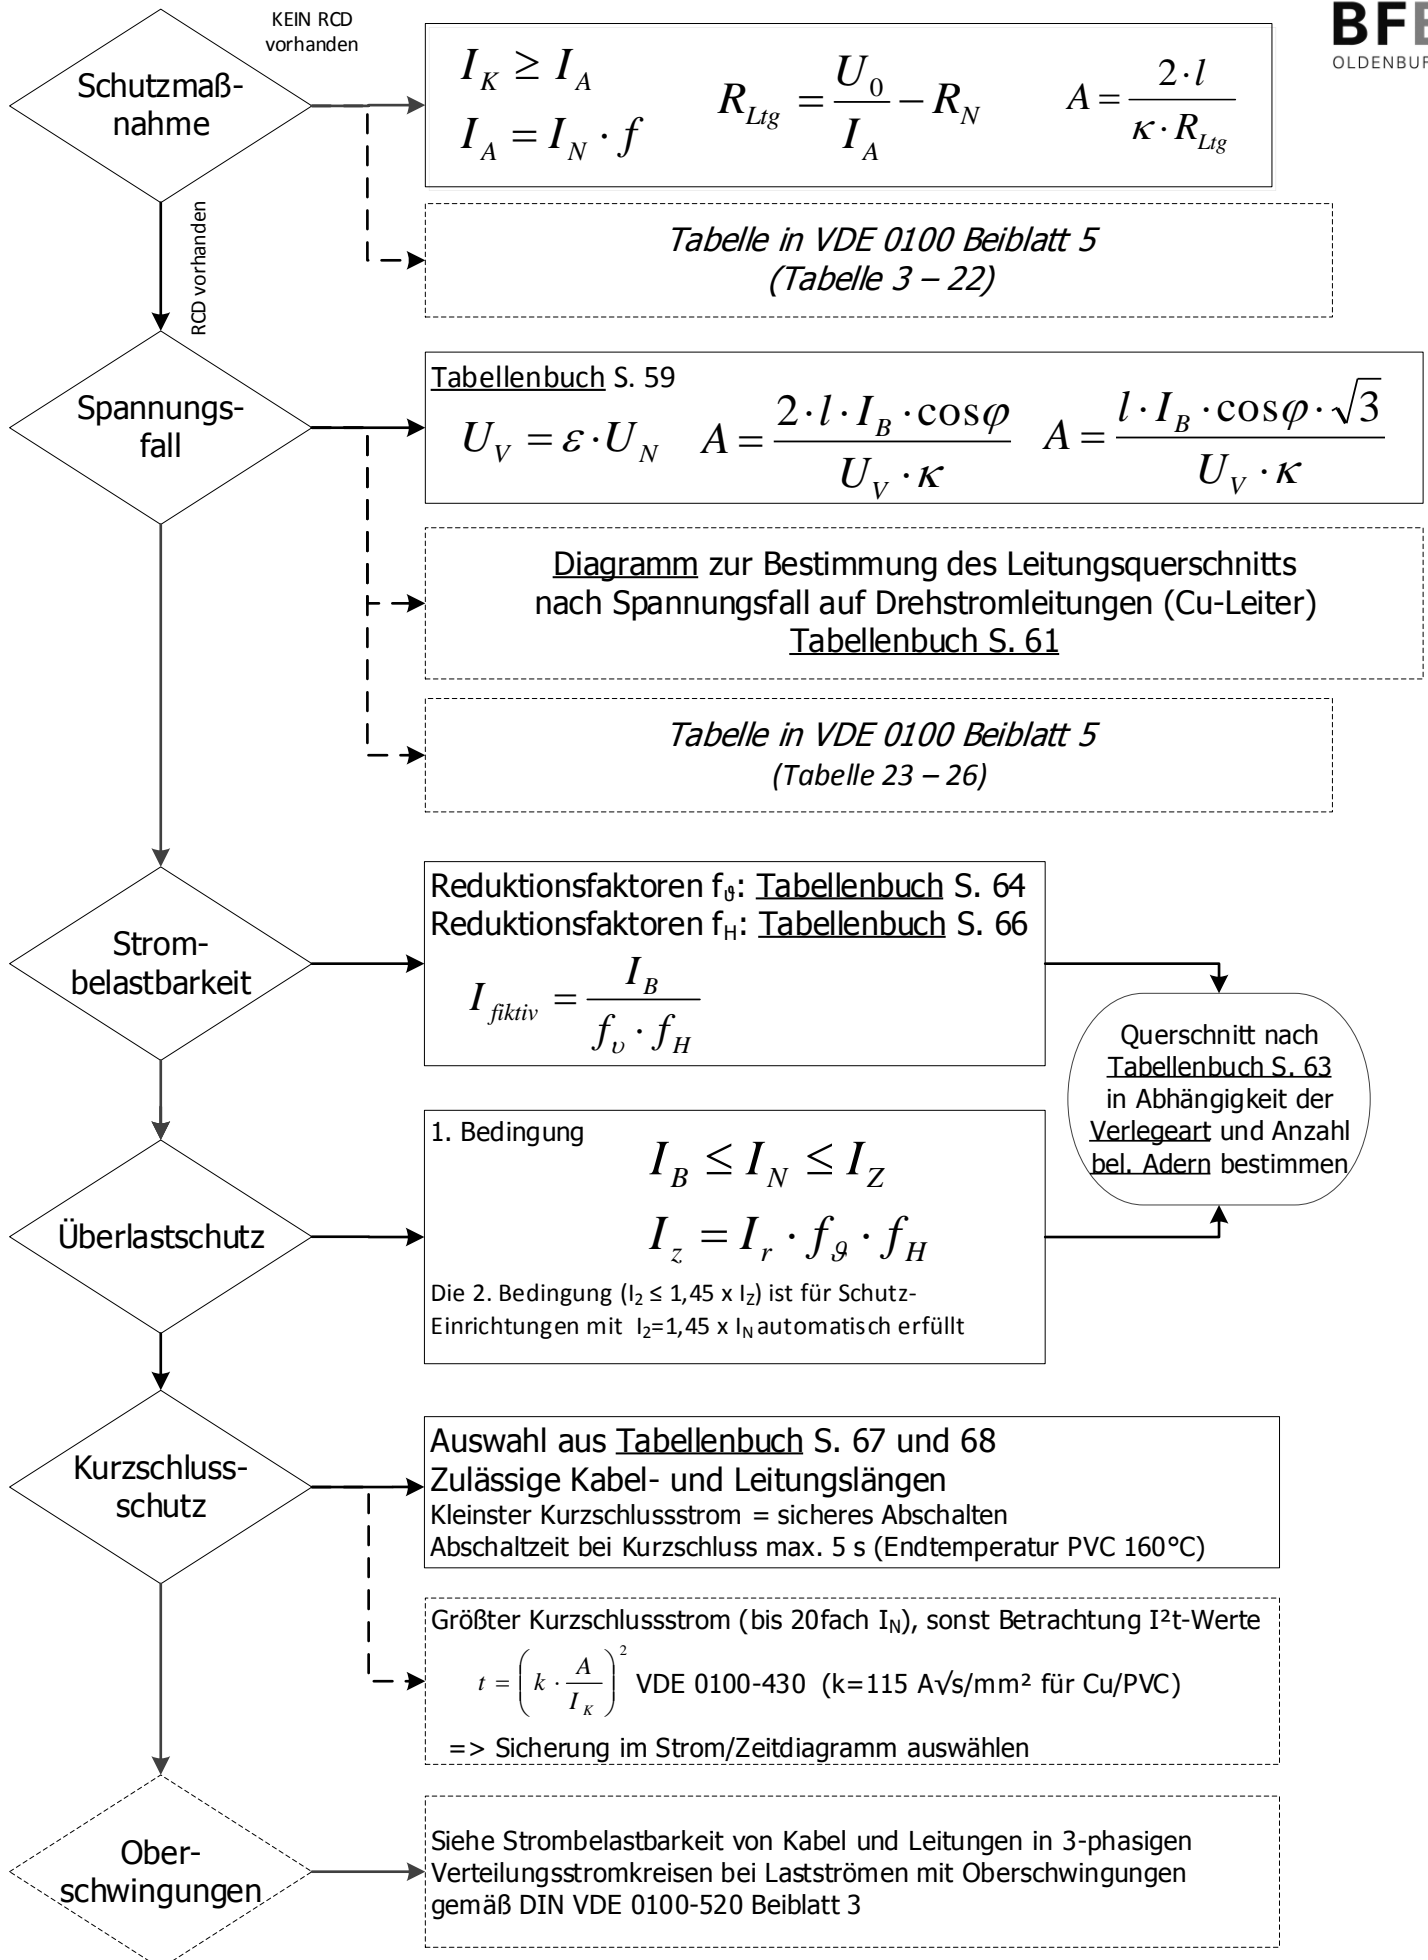 KEIN RCD
vorhanden
BFE
OLDENBUR
Schutzmaß-
nahme
I_K ≥ I_A
I_A = I_N · f
R_Ltg = U_0 / I_A − R_N
A = 2·l / κ·R_Ltg
RCD vorhanden
Tabelle in VDE 0100 Beiblatt 5
(Tabelle 3 – 22)
Spannungs-
fall
Tabellenbuch S. 59
U_V = ε·U_N
A = 2·l·I_B·cosφ / U_V·κ
A = l·I_B·cosφ·√3 / U_V·κ
Diagramm zur Bestimmung des Leitungsquerschnitts
nach Spannungsfall auf Drehstromleitungen (Cu-Leiter)
Tabellenbuch S. 61
Tabelle in VDE 0100 Beiblatt 5
(Tabelle 23 – 26)
Strom-
belastbarkeit
Reduktionsfaktoren f_ϑ: Tabellenbuch S. 64
Reduktionsfaktoren f_H: Tabellenbuch S. 66
I_fiktiv = I_B / f_υ · f_H
Querschnitt nach
Tabellenbuch S. 63
in Abhängigkeit der
Verlegeart und Anzahl
bel. Adern bestimmen
Überlastschutz
1. Bedingung
I_B ≤ I_N ≤ I_Z
I_z = I_r · f_ϑ · f_H
Die 2. Bedingung (I₂ ≤ 1,45 x I_Z) ist für Schutz-
Einrichtungen mit I₂=1,45 x I_N automatisch erfüllt
Kurzschluss-
schutz
Auswahl aus Tabellenbuch S. 67 und 68
Zulässige Kabel- und Leitungslängen
Kleinster Kurzschlussstrom = sicheres Abschalten
Abschaltzeit bei Kurzschluss max. 5 s (Endtemperatur PVC 160°C)
Größter Kurzschlussstrom (bis 20fach I_N), sonst Betrachtung I²t-Werte
t = (k · A / I_K)² VDE 0100-430 (k=115 A√s/mm² für Cu/PVC)
=> Sicherung im Strom/Zeitdiagramm auswählen
Ober-
schwingungen
Siehe Strombelastbarkeit von Kabel und Leitungen in 3-phasigen
Verteilungsstromkreisen bei Lastströmen mit Oberschwingungen
gemäß DIN VDE 0100-520 Beiblatt 3